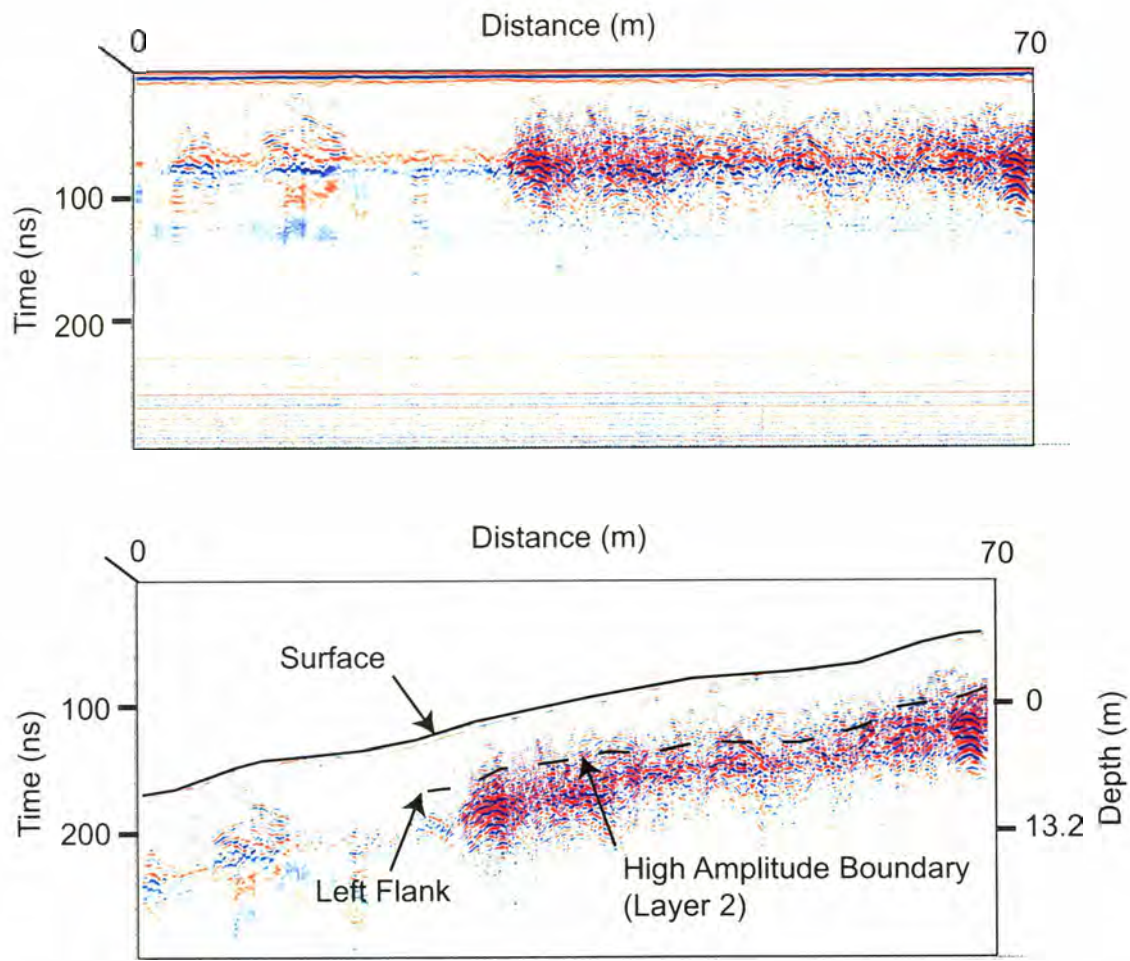 Distance (m)
0
70
Time (ns)
100
200
Distance (m)
0
70
Surface
Time (ns)
100
200
0
13.2
Depth (m)
Left Flank
High Amplitude Boundary
(Layer 2)